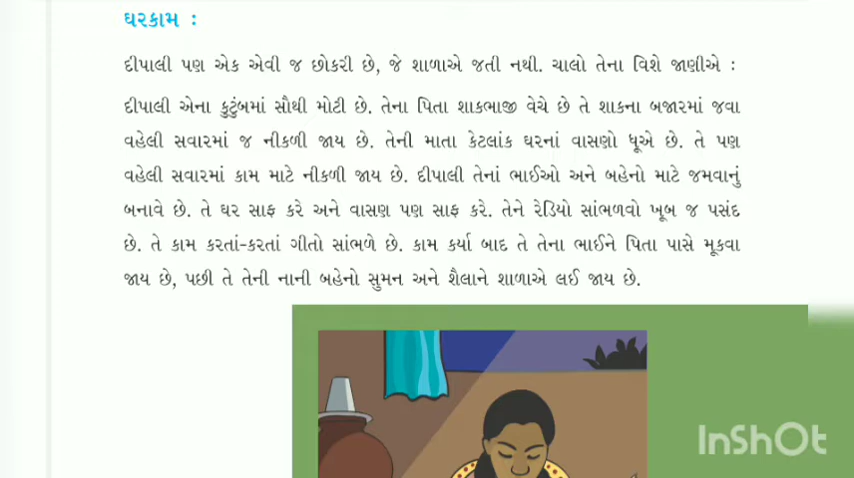 ઘરકામ :
દીપાલી પણ એક એવી જ છોકરી છે, જે શાળાએ જતી નથી. ચાલો તેના વિશે જાણીએ :
દીપાલી એના કુટુંબમાં સૌથી મોટી છે. તેના પિતા શાકભાજી વેચે છે તે શાકના બજારમાં જવા
વહેલી સવારમાં જ નીકળી જાય છે. તેની માતા કેટલાંક ઘરનાં વાસણો ધૂએ છે. તે પણ
વહેલી સવારમાં કામ માટે નીકળી જાય છે. દીપાલી તેનાં ભાઈઓ અને બહેનો માટે જમવાનું
બનાવે છે. તે ઘર સાફ કરે અને વાસણ પણ સાફ કરે. તેને રેડિયો સાંભળવો ખૂબ જ પસંદ
છે. તે કામ કરતાં-કરતાં ગીતો સાંભળે છે. કામ કર્યા બાદ તે તેના ભાઈને પિતા પાસે મૂકવા
જાય છે, પછી તે તેની નાની બહેનો સુમન અને શૈલાને શાળાએ લઈ જાય છે.
InShOt